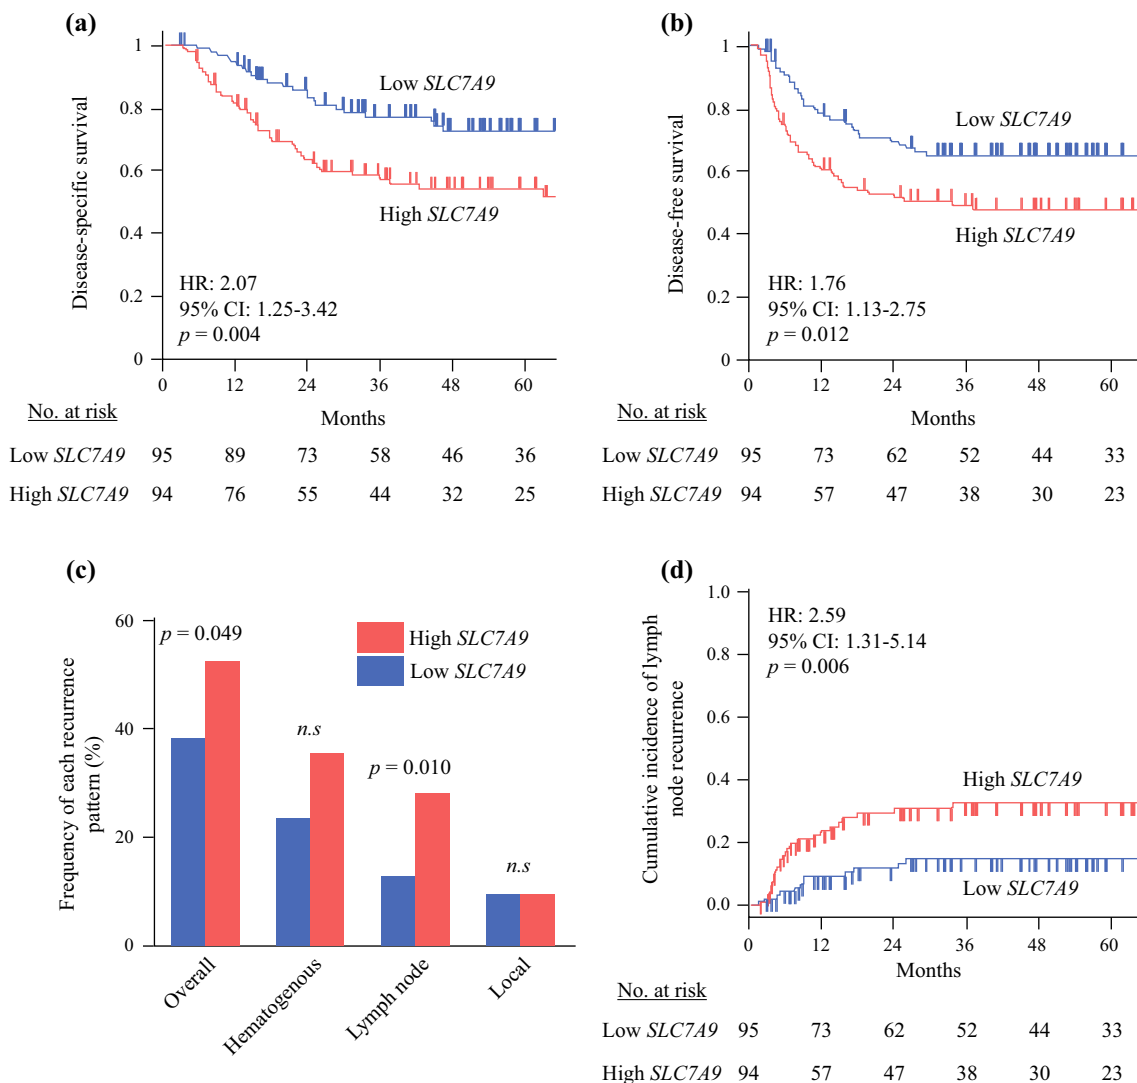 (a)
Disease-specific survival
1
0.8
0.6
0.4
0.2
0
Low SLC7A9
High SLC7A9
HR: 2.07
95% CI: 1.25-3.42
p = 0.004
0 12 24 36 48 60
Months
No. at risk
Low SLC7A9 95 89 73 58 46 36
High SLC7A9 94 76 55 44 32 25
(b)
Disease-free survival
1
0.8
0.6
0.4
0.2
0
Low SLC7A9
High SLC7A9
HR: 1.76
95% CI: 1.13-2.75
p = 0.012
0 12 24 36 48 60
Months
No. at risk
Low SLC7A9 95 73 62 52 44 33
High SLC7A9 94 57 47 38 30 23
(c)
Frequency of each recurrence
pattern (%)
60
40
20
0
p = 0.049
n.s
p = 0.010
n.s
High SLC7A9
Low SLC7A9
Overall
Hematogenous
Lymph node
Local
(d)
Cumulative incidence of lymph
node recurrence
1.0
0.8
0.6
0.4
0.2
0.0
HR: 2.59
95% CI: 1.31-5.14
p = 0.006
High SLC7A9
Low SLC7A9
0 12 24 36 48 60
Months
No. at risk
Low SLC7A9 95 73 62 52 44 33
High SLC7A9 94 57 47 38 30 23